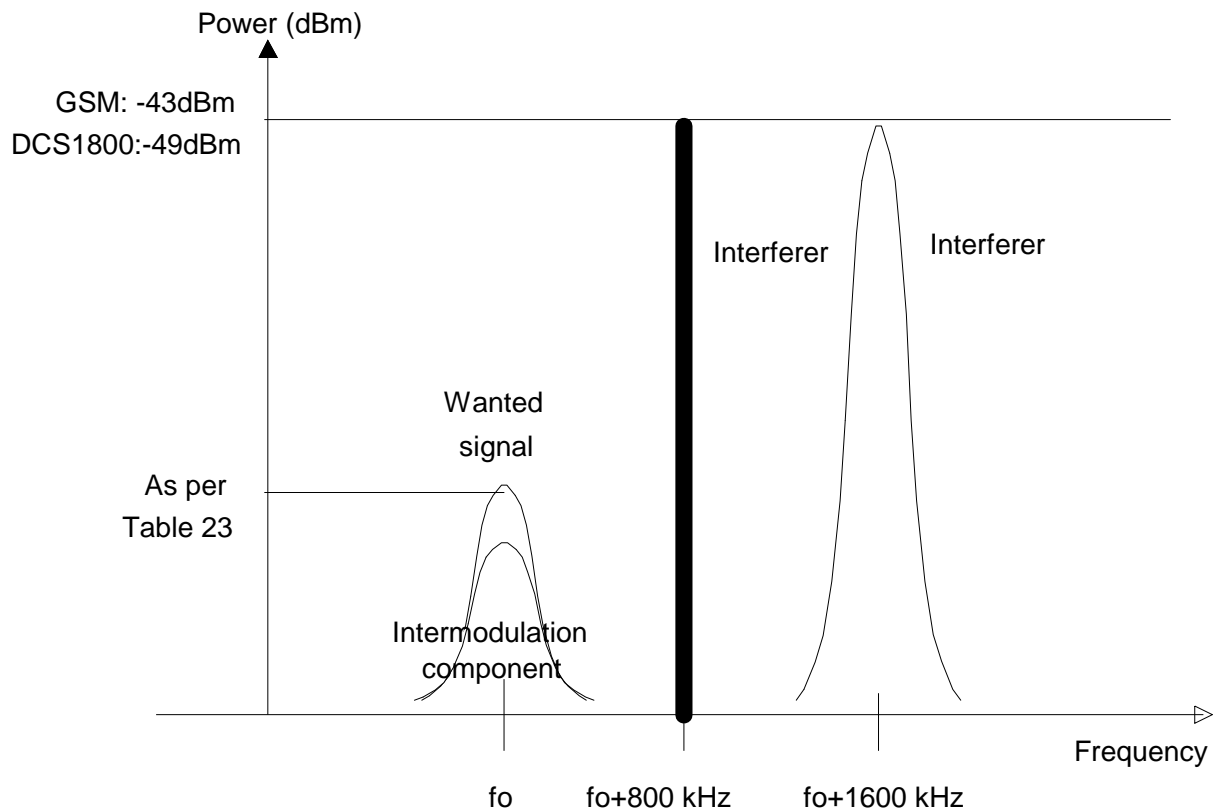 Power (dBm)
GSM: -43dBm
DCS1800:-49dBm
Interferer
Interferer
Wanted
signal
As per
Table 23
Intermodulation
component
Frequency
fo
fo+800 kHz
fo+1600 kHz